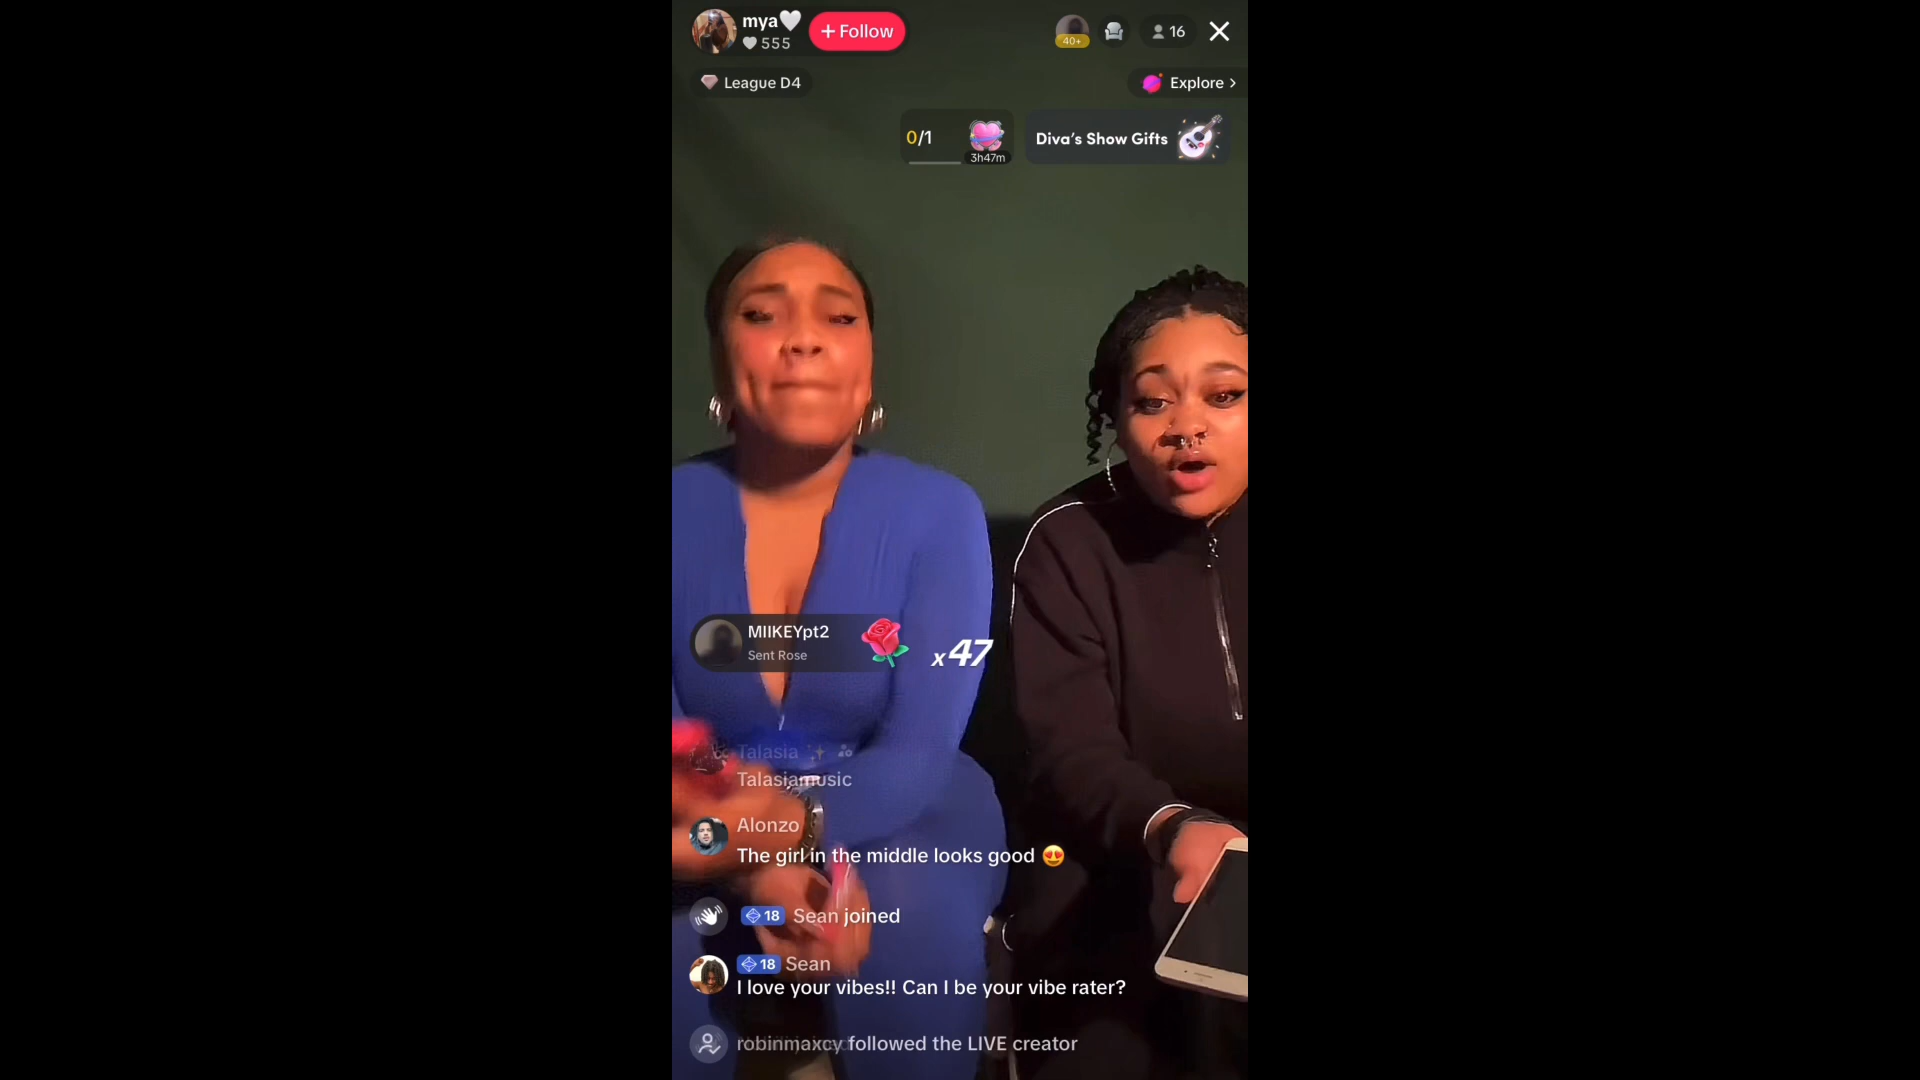 mya🤍
555
+ Follow
40+
16
League D4
Explore >
0/1
3h47m
Diva's Show Gifts
MIIKEYpt2
Sent Rose
x47
Talasia ✨
Talasiamusic
Alonzo
The girl in the middle looks good 😍
18 Sean joined
18 Sean
I love your vibes!! Can I be your vibe rater?
robinmaxcy followed the LIVE creator